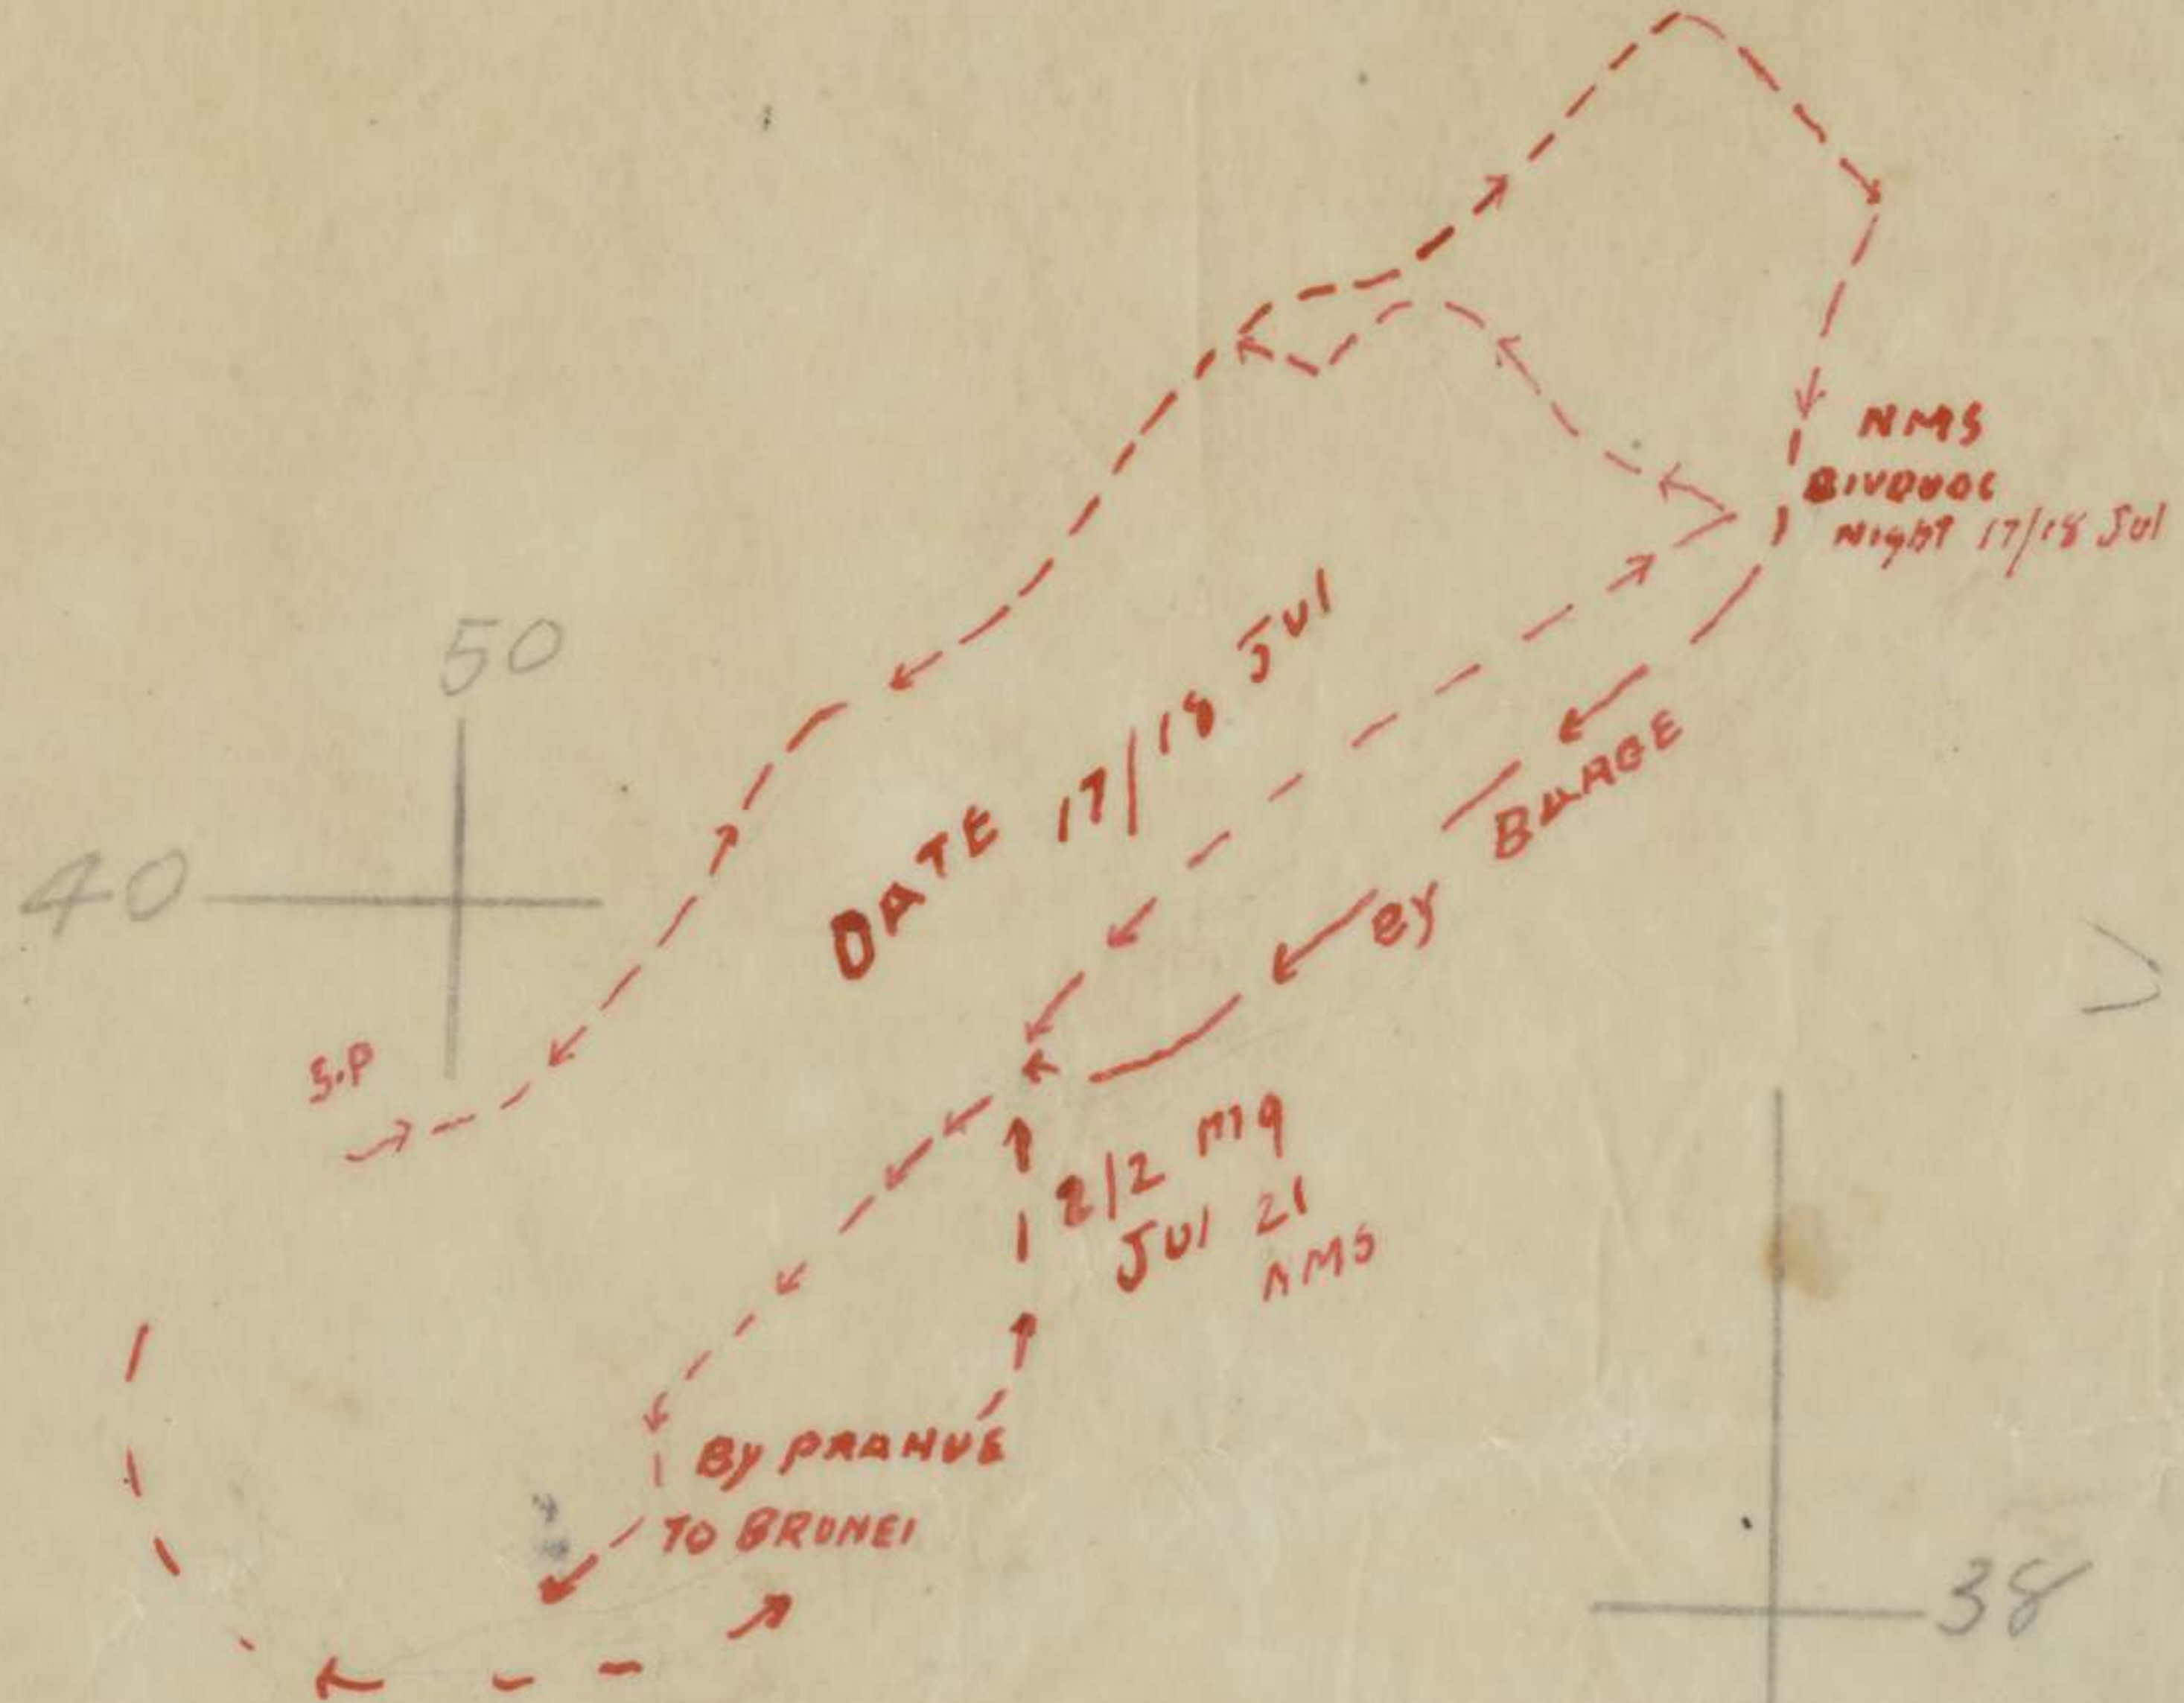 NMS
BIVOUAC
Night 17/18 Jul
50
DATE 17/18 Jul
BY BARGE
40
S.P
2/2 MG
Jul 21
NMS
By PRAHUE
TO BRUNEI
38